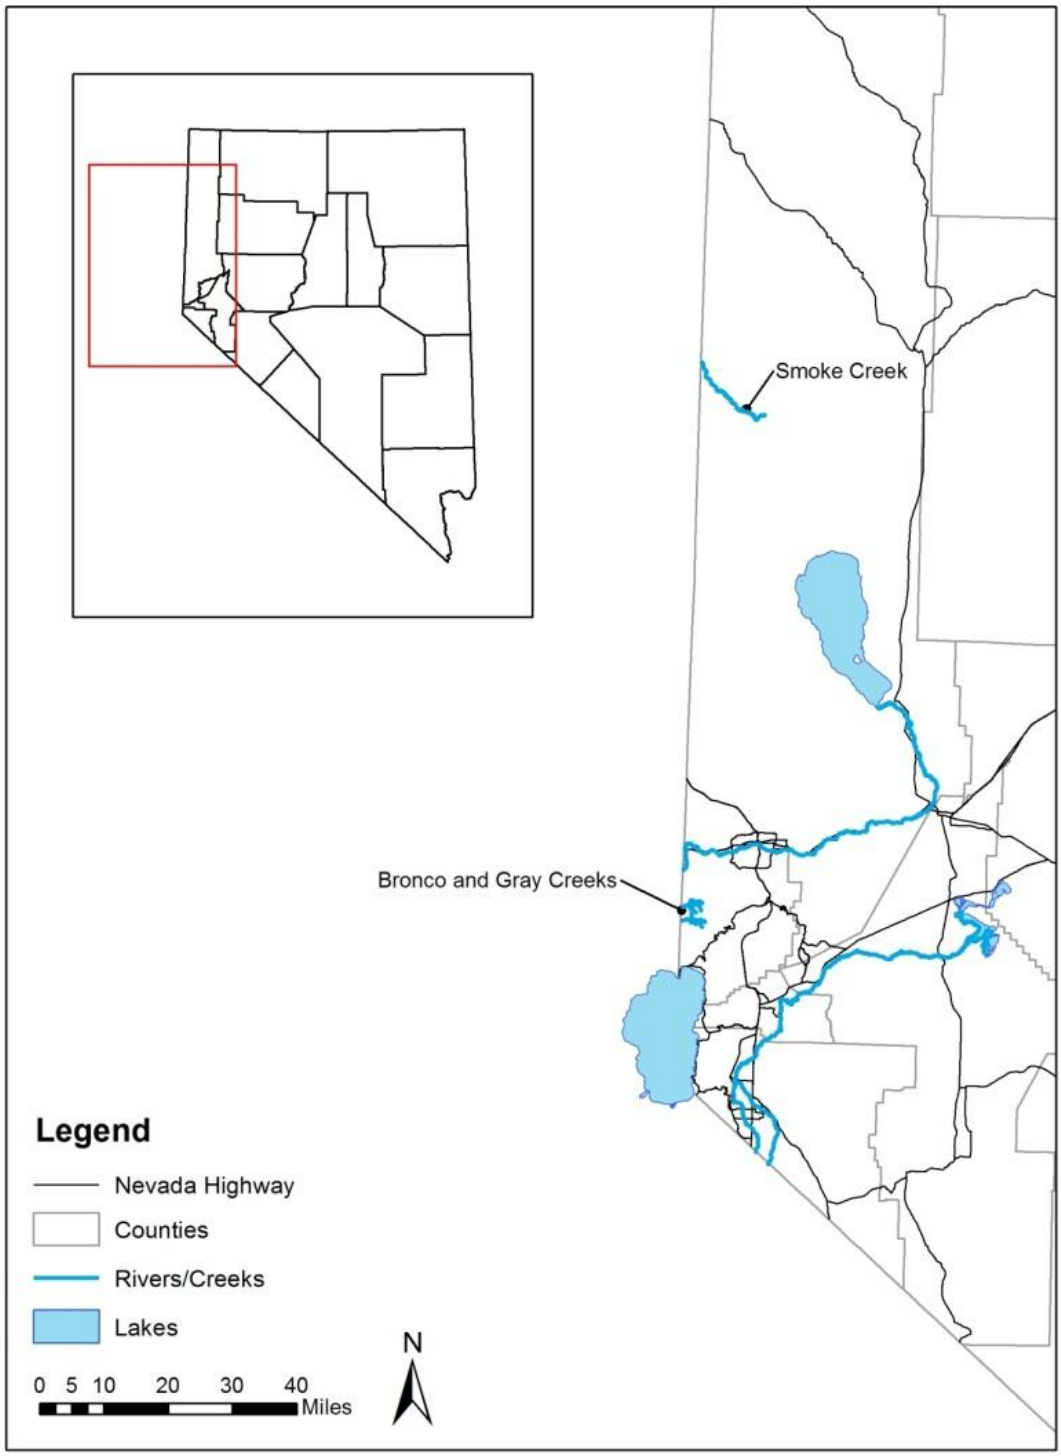 Smoke Creek
Bronco and Gray Creeks
Legend
Nevada Highway
Counties
Rivers/Creeks
Lakes
N
0 5 10 20 30 40
Miles